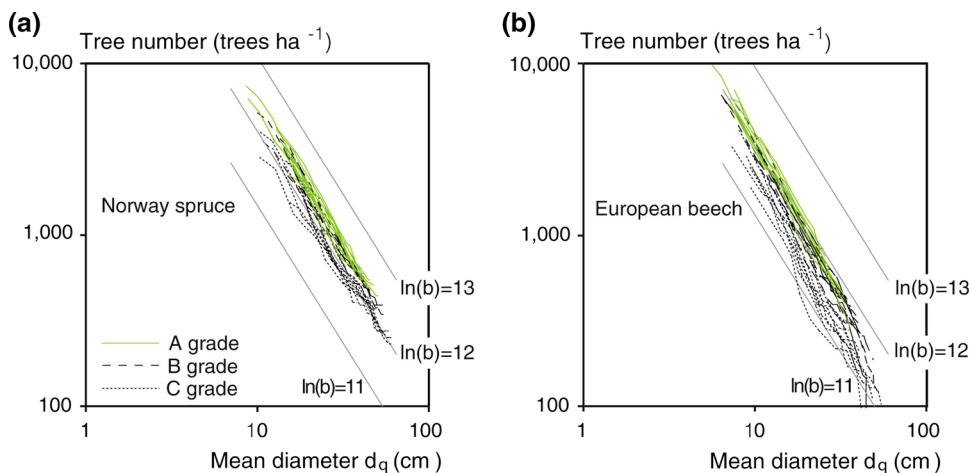 (a)
Tree number (trees ha -1)
10,000
1,000
100
Norway spruce
ln(b)=13
ln(b)=12
ln(b)=11
A grade
B grade
C grade
1
10
100
Mean diameter dq (cm)
(b)
Tree number (trees ha -1)
10,000
1,000
100
European beech
ln(b)=13
ln(b)=12
ln(b)=11
1
10
100
Mean diameter dq (cm)